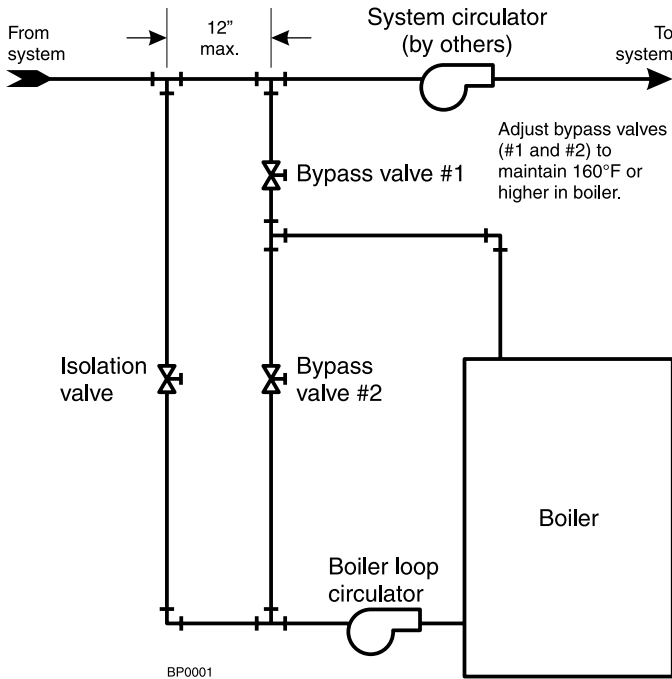 From
system
12”
max.
System circulator
(by others)
To
system
Adjust bypass valves
(#1 and #2) to
maintain 160°F or
higher in boiler.
Bypass valve #1
Isolation
valve
Bypass
valve #2
Boiler
Boiler loop
circulator
BP0001